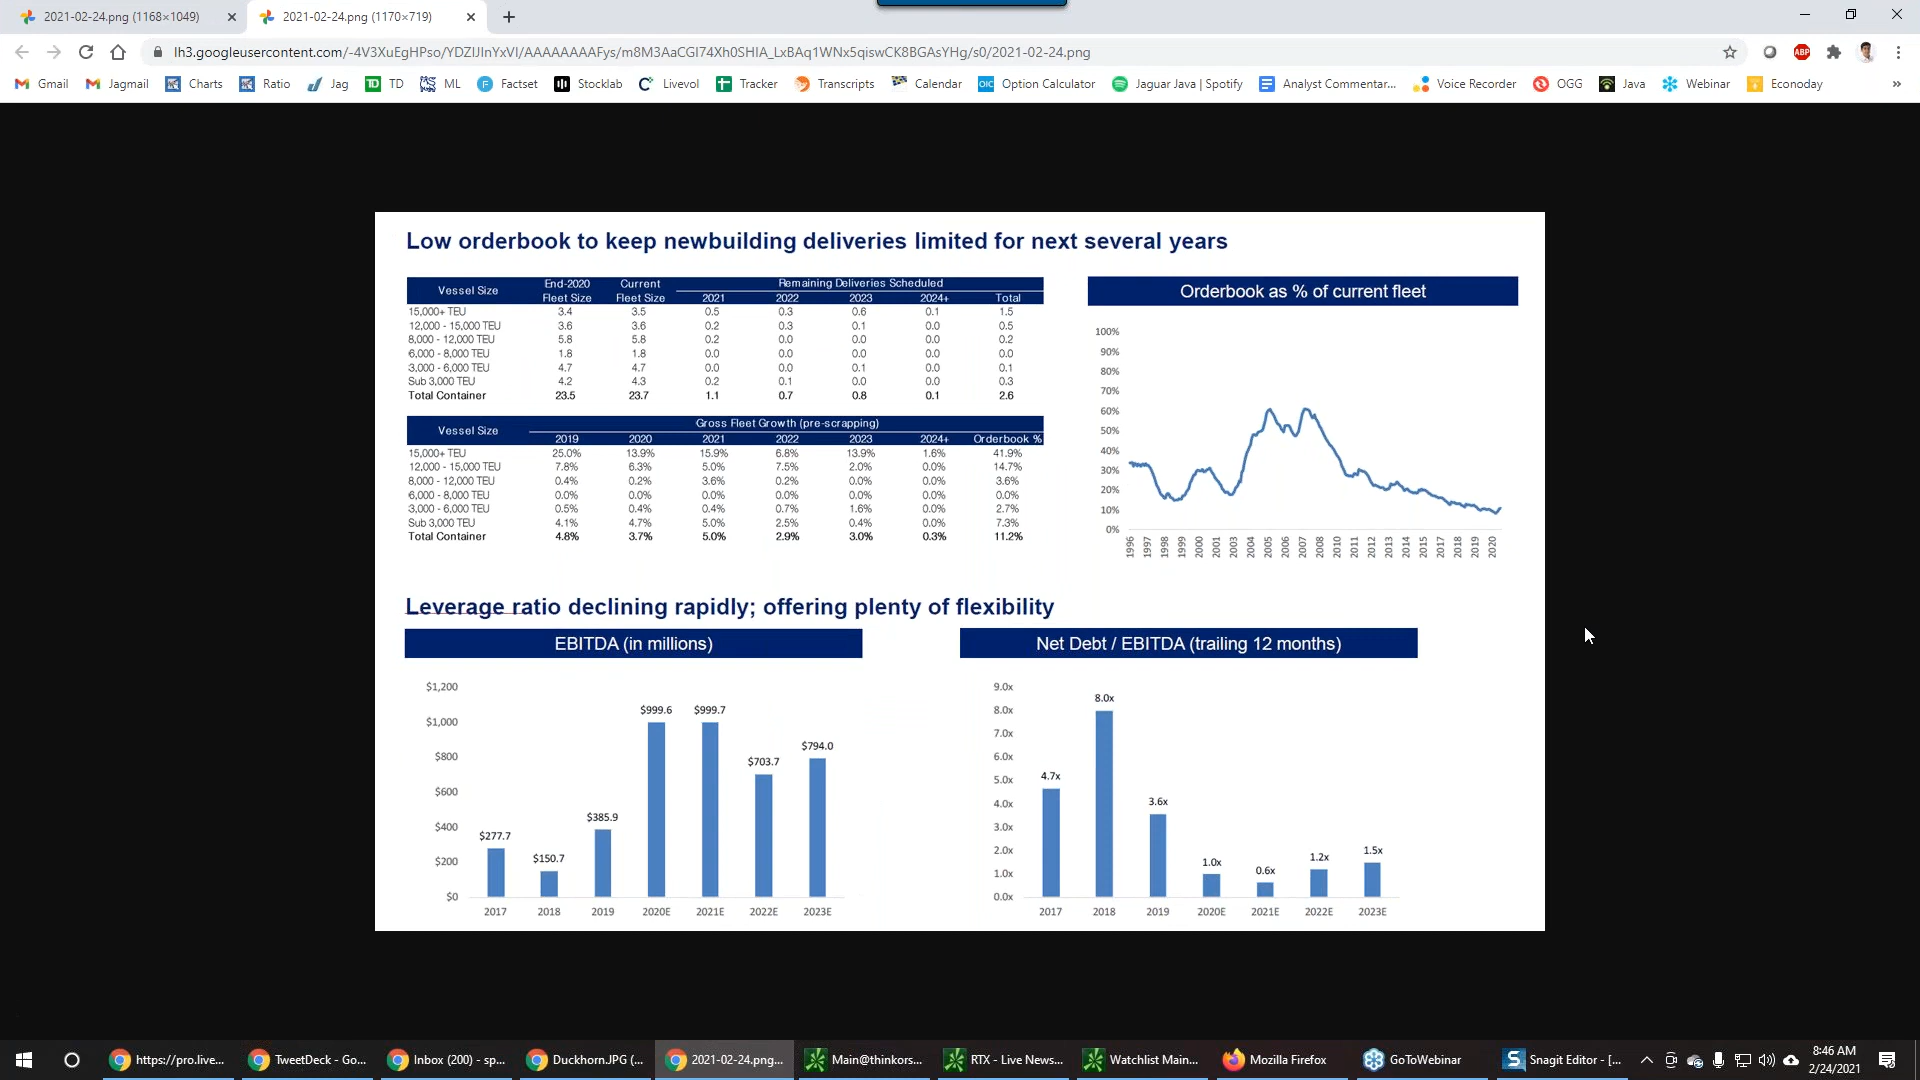 2021-02-24.png (1168×1049)
2021-02-24.png (1170×719)
lh3.googleusercontent.com/-4V3XuEgHPso/YDZIJlnYxVI/AAAAAAAAFys/m8M3AaCGl74Xh0SHIA_LxBAq1WNx5qiswCK8BGAsYHg/s0/2021-02-24.png
ABP
Gmail Jagmail Charts Ratio Jag TD ML Factset Stocklab Livevol Tracker Transcripts Calendar Option Calculator Jaguar Java | Spotify Analyst Commentar... Voice Recorder OGG Java Webinar Econoday »
Low orderbook to keep newbuilding deliveries limited for next several years
Vessel Size End-2020 Fleet Size Current Fleet Size Remaining Deliveries Scheduled
2021 2022 2023 2024+ Total
15,000+ TEU 3.4 3.5 0.5 0.3 0.6 0.1 1.5
12,000 - 15,000 TEU 3.6 3.6 0.2 0.3 0.1 0.0 0.5
8,000 - 12,000 TEU 5.8 5.8 0.2 0.0 0.0 0.0 0.2
6,000 - 8,000 TEU 1.8 1.8 0.0 0.0 0.0 0.0 0.0
3,000 - 6,000 TEU 4.7 4.7 0.0 0.0 0.1 0.0 0.1
Sub 3,000 TEU 4.2 4.3 0.2 0.1 0.0 0.0 0.3
Total Container 23.5 23.7 1.1 0.7 0.8 0.1 2.6
Vessel Size Gross Fleet Growth (pre-scrapping)
2019 2020 2021 2022 2023 2024+ Orderbook %
15,000+ TEU 25.0% 13.9% 15.9% 6.8% 13.9% 1.6% 41.9%
12,000 - 15,000 TEU 7.8% 6.3% 5.0% 7.5% 2.0% 0.0% 14.7%
8,000 - 12,000 TEU 0.4% 0.2% 3.6% 0.2% 0.0% 0.0% 3.6%
6,000 - 8,000 TEU 0.0% 0.0% 0.0% 0.0% 0.0% 0.0% 0.0%
3,000 - 6,000 TEU 0.5% 0.4% 0.4% 0.7% 1.6% 0.0% 2.7%
Sub 3,000 TEU 4.1% 4.7% 5.0% 2.5% 0.4% 0.0% 7.3%
Total Container 4.8% 3.7% 5.0% 2.9% 3.0% 0.3% 11.2%
Orderbook as % of current fleet
100%
90%
80%
70%
60%
50%
40%
30%
20%
10%
0%
1996 1997 1998 1999 2000 2001 2003 2004 2005 2006 2007 2008 2010 2011 2012 2013 2014 2015 2017 2018 2019 2020
Leverage ratio declining rapidly; offering plenty of flexibility
EBITDA (in millions)
$1,200
$1,000
$800
$600
$400
$200
$0
$277.7 $150.7 $385.9 $999.6 $999.7 $703.7 $794.0
2017 2018 2019 2020E 2021E 2022E 2023E
Net Debt / EBITDA (trailing 12 months)
9.0x
8.0x
7.0x
6.0x
5.0x
4.0x
3.0x
2.0x
1.0x
0.0x
4.7x 8.0x 3.6x 1.0x 0.6x 1.2x 1.5x
2017 2018 2019 2020E 2021E 2022E 2023E
https://pro.live... TweetDeck - Go... Inbox (200) - sp... Duckhorn.JPG (... 2021-02-24.png... Main@thinkors... RTX - Live News... Watchlist Main... Mozilla Firefox GoToWebinar Snagit Editor - [...
8:46 AM
2/24/2021